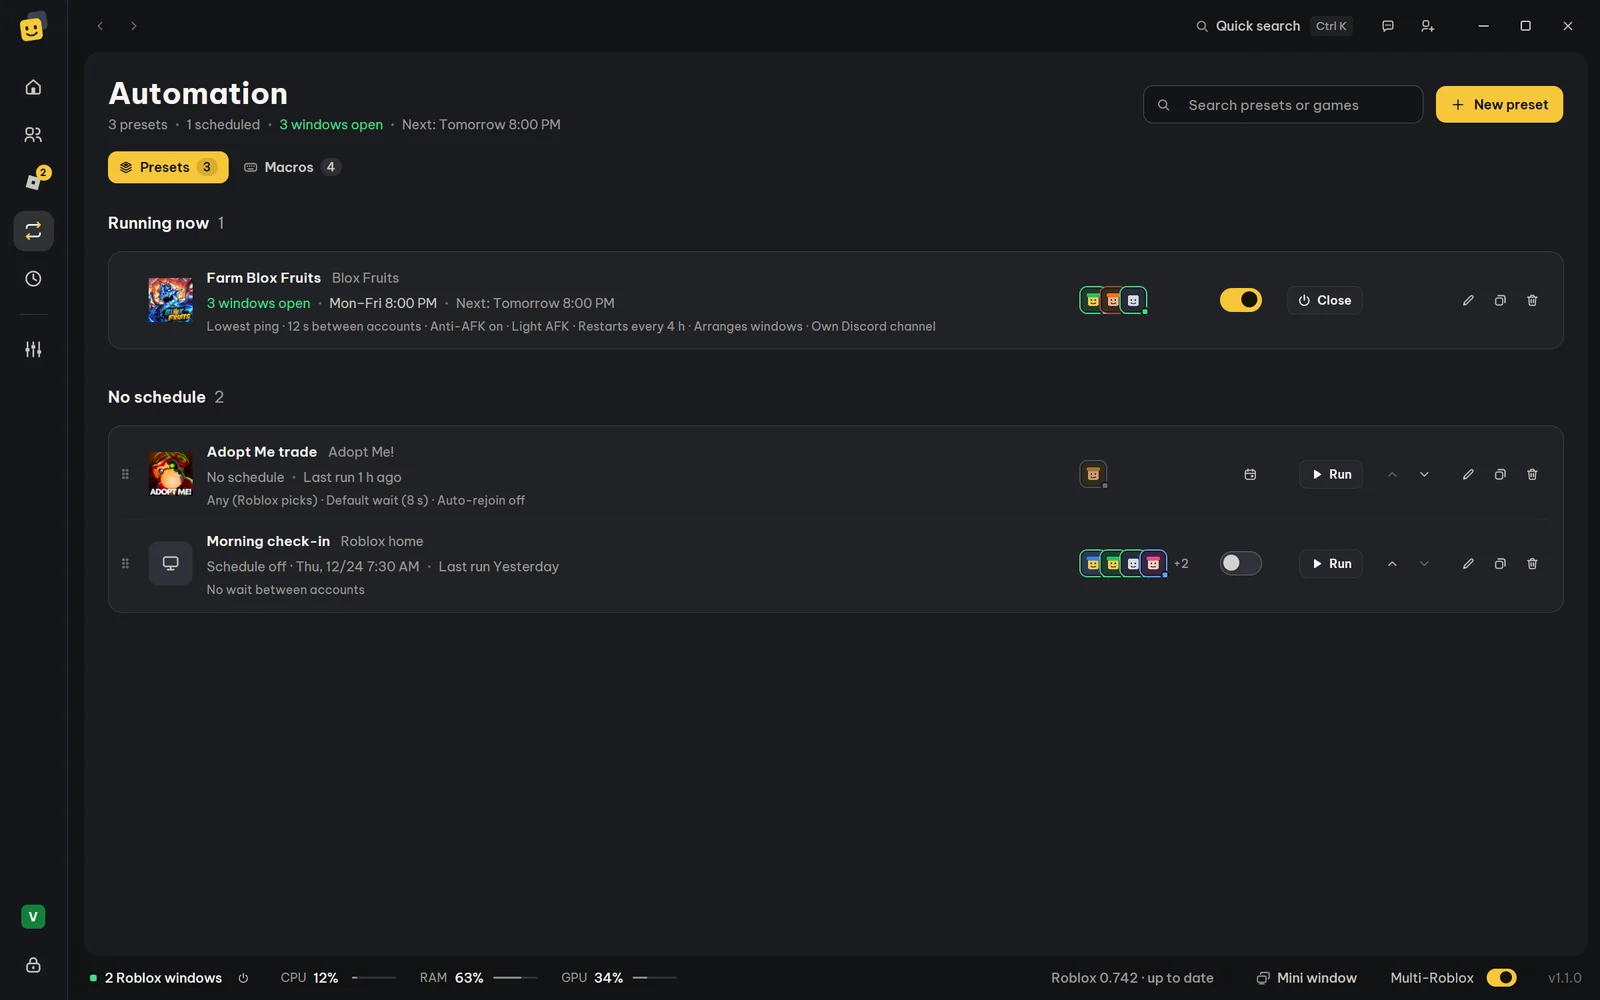 Quick search Ctrl K
Automation
3 presets · 1 scheduled · 3 windows open · Next: Tomorrow 8:00 PM
Search presets or games
New preset
Presets 3
Macros 4
2
Running now 1
Farm Blox Fruits Blox Fruits
3 windows open · Mon–Fri 8:00 PM · Next: Tomorrow 8:00 PM
Lowest ping · 12 s between accounts · Anti-AFK on · Light AFK · Restarts every 4 h · Arranges windows · Own Discord channel
BLOX FRUITS
Close
No schedule 2
Adopt Me trade Adopt Me!
No schedule · Last run 1 h ago
Any (Roblox picks) · Default wait (8 s) · Auto-rejoin off
ADOPT ME!
Run
Morning check-in Roblox home
Schedule off · Thu, 12/24 7:30 AM · Last run Yesterday
No wait between accounts
+2
Run
V
2 Roblox windows
CPU 12%
RAM 63%
GPU 34%
Roblox 0.742 · up to date
Mini window
Multi-Roblox
v1.1.0